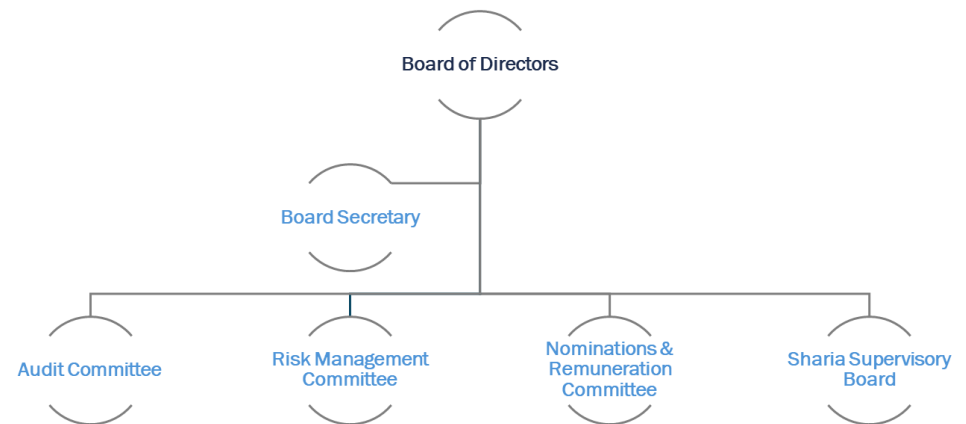 Board of Directors
Board Secretary
Audit Committee
Risk Management
Committee
Nominations &
Remuneration
Committee
Sharia Supervisory
Board